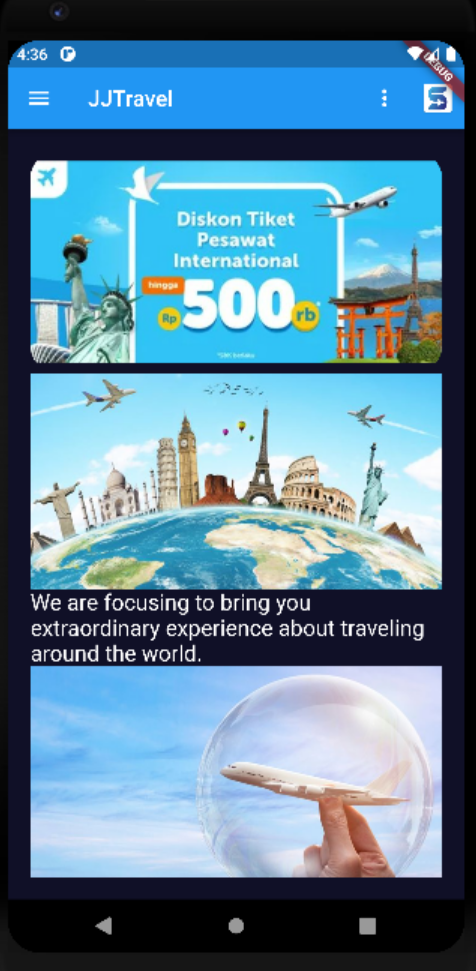 4:36
DEBUG
JJTravel
Diskon Tiket
Pesawat
International
hingga
Rp 500 rb
We are focusing to bring you
extraordinary experience about traveling
around the world.